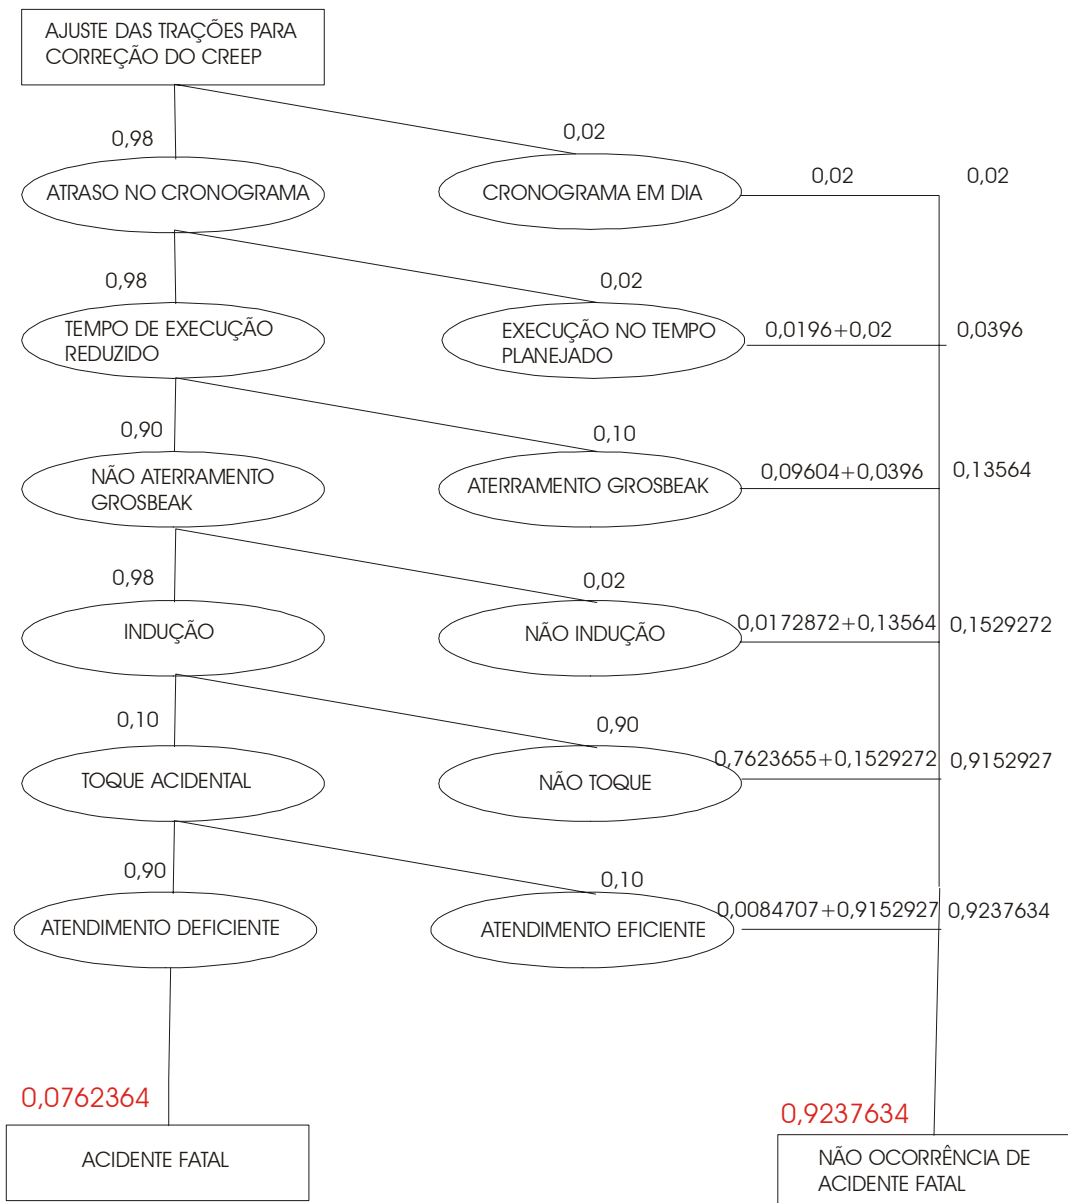 AJUSTE DAS TRAÇÕES PARA
CORREÇÃO DO CREEP
0,98
0,02
ATRASO NO CRONOGRAMA
CRONOGRAMA EM DIA
0,02
0,02
0,98
0,02
TEMPO DE EXECUÇÃO
REDUZIDO
EXECUÇÃO NO TEMPO
PLANEJADO
0,0196+0,02
0,0396
0,90
0,10
NÃO ATERRAMENTO
GROSBEAK
ATERRAMENTO GROSBEAK
0,09604+0,0396
0,13564
0,98
0,02
INDUÇÃO
NÃO INDUÇÃO
0,0172872+0,13564
0,1529272
0,10
0,90
TOQUE ACIDENTAL
NÃO TOQUE
0,7623655+0,1529272
0,9152927
0,90
0,10
ATENDIMENTO DEFICIENTE
ATENDIMENTO EFICIENTE
0,0084707+0,9152927
0,9237634
0,0762364
0,9237634
ACIDENTE FATAL
NÃO OCORRÊNCIA DE
ACIDENTE FATAL